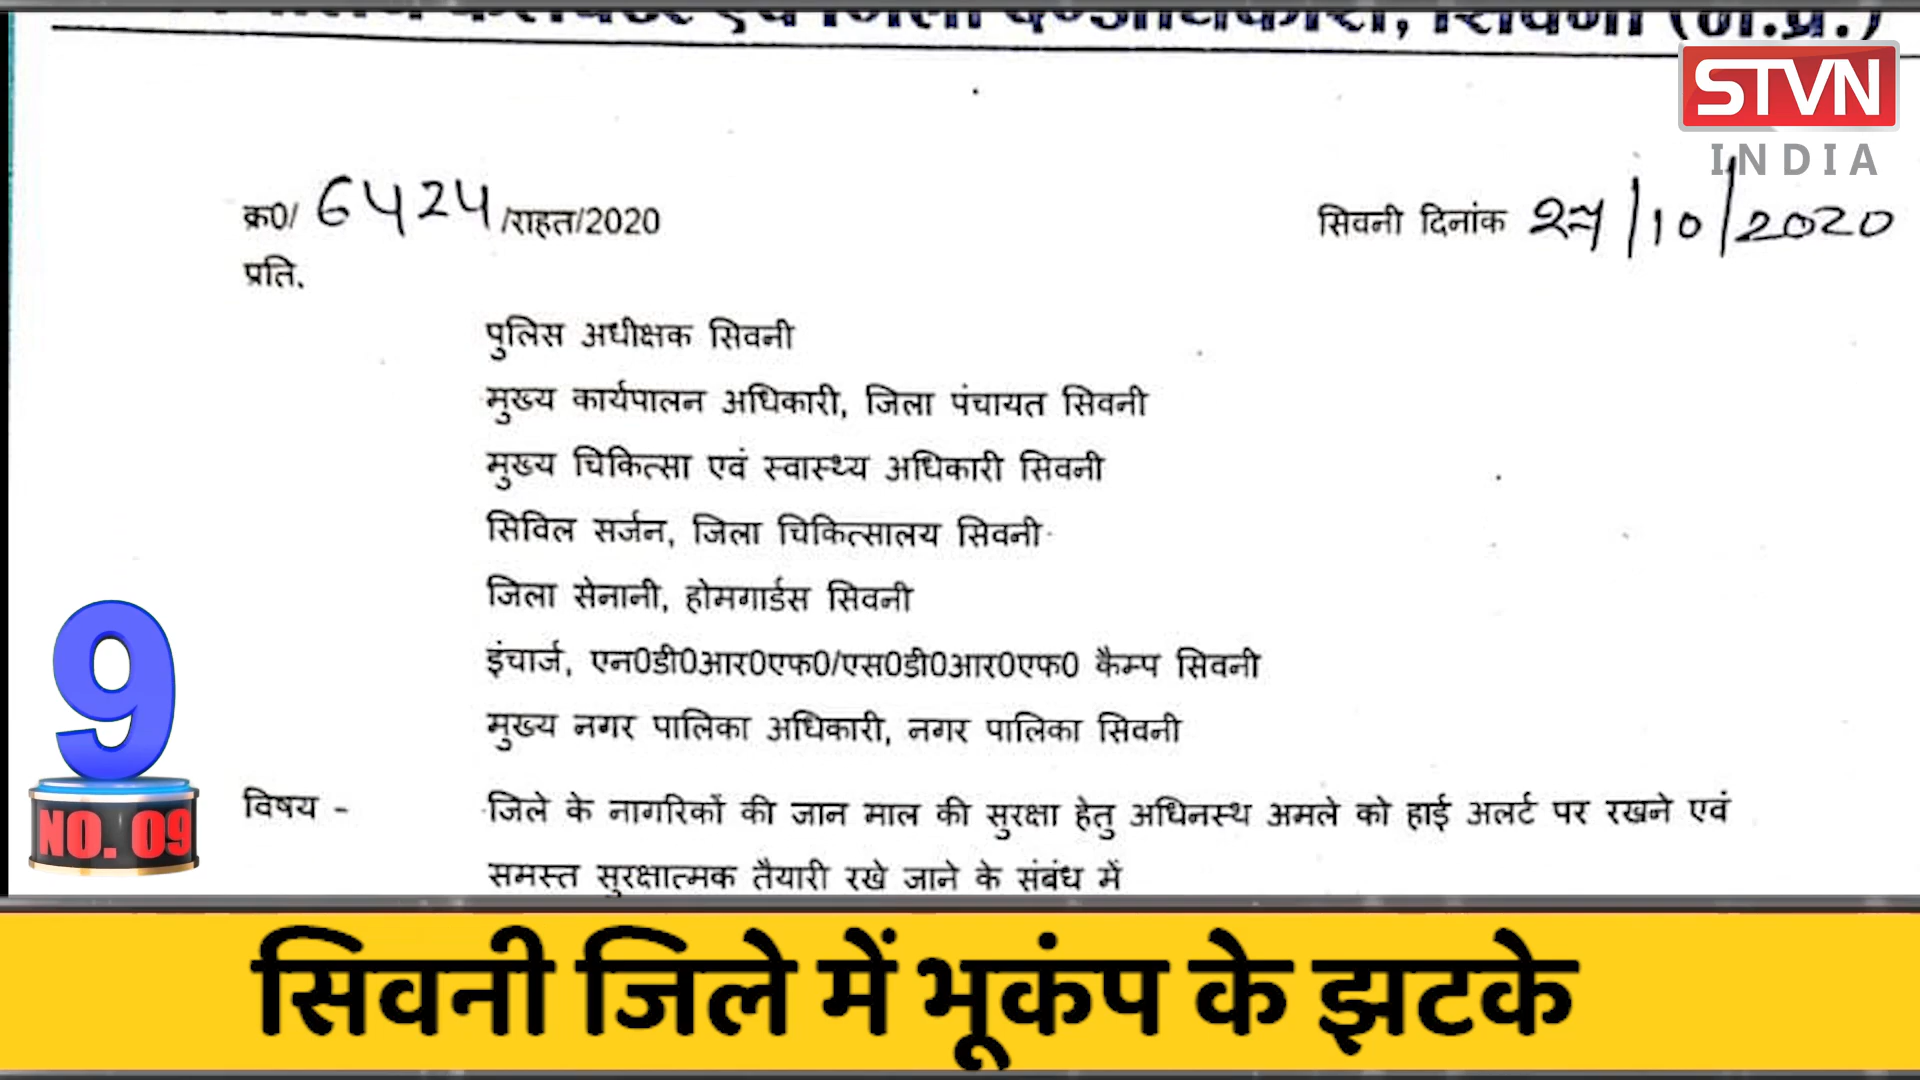 एवं जिला दण्डाधिकारी, सिवनी (म.प्र.)
STVN
INDIA
क्र0/ 6424 /राहत/2020
सिवनी दिनांक 27/10/2020
प्रति.
पुलिस अधीक्षक सिवनी
मुख्य कार्यपालन अधिकारी, जिला पंचायत सिवनी
मुख्य चिकित्सा एवं स्वास्थ्य अधिकारी सिवनी
सिविल सर्जन, जिला चिकित्सालय सिवनी
जिला सेनानी, होमगार्डस सिवनी
इंचार्ज, एन0डी0आर0एफ0/एस0डी0आर0एफ0 कैम्प सिवनी
मुख्य नगर पालिका अधिकारी, नगर पालिका सिवनी
विषय - जिले के नागरिकों की जान माल की सुरक्षा हेतु अधिनस्थ अमले को हाई अलर्ट पर रखने एवं
समस्त सुरक्षात्मक तैयारी रखे जाने के संबंध में
9
NO. 09
सिवनी जिले में भूकंप के झटके